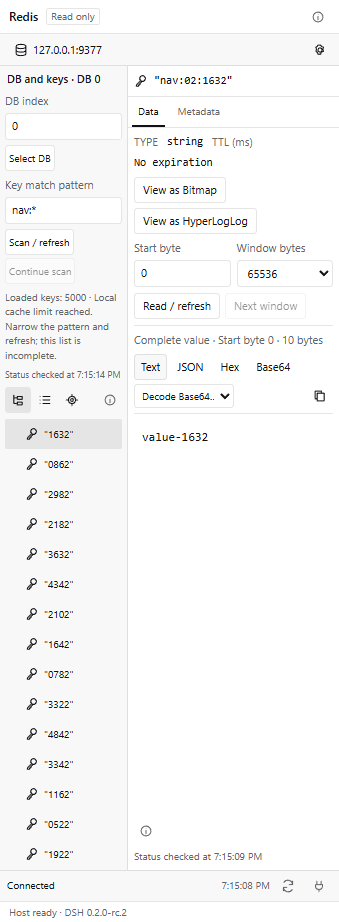 Redis Read only
127.0.0.1:9377
DB and keys · DB 0
DB index
0
Select DB
Key match pattern
nav:*
Scan / refresh
Continue scan
Loaded keys: 5000 · Local
cache limit reached.
Narrow the pattern and
refresh; this list is
incomplete.
Status checked at 7:15:14 PM
"1632"
"0862"
"2982"
"2182"
"3632"
"4342"
"2102"
"1642"
"0782"
"3322"
"4842"
"3342"
"1162"
"0522"
"1922"
"nav:02:1632"
Data Metadata
TYPE string TTL (ms)
No expiration
View as Bitmap
View as HyperLogLog
Start byte Window bytes
0 65536
Read / refresh Next window
Complete value · Start byte 0 · 10 bytes
Text JSON Hex Base64
Decode Base64..
value-1632
Status checked at 7:15:09 PM
Connected 7:15:08 PM
Host ready · DSH 0.2.0-rc.2